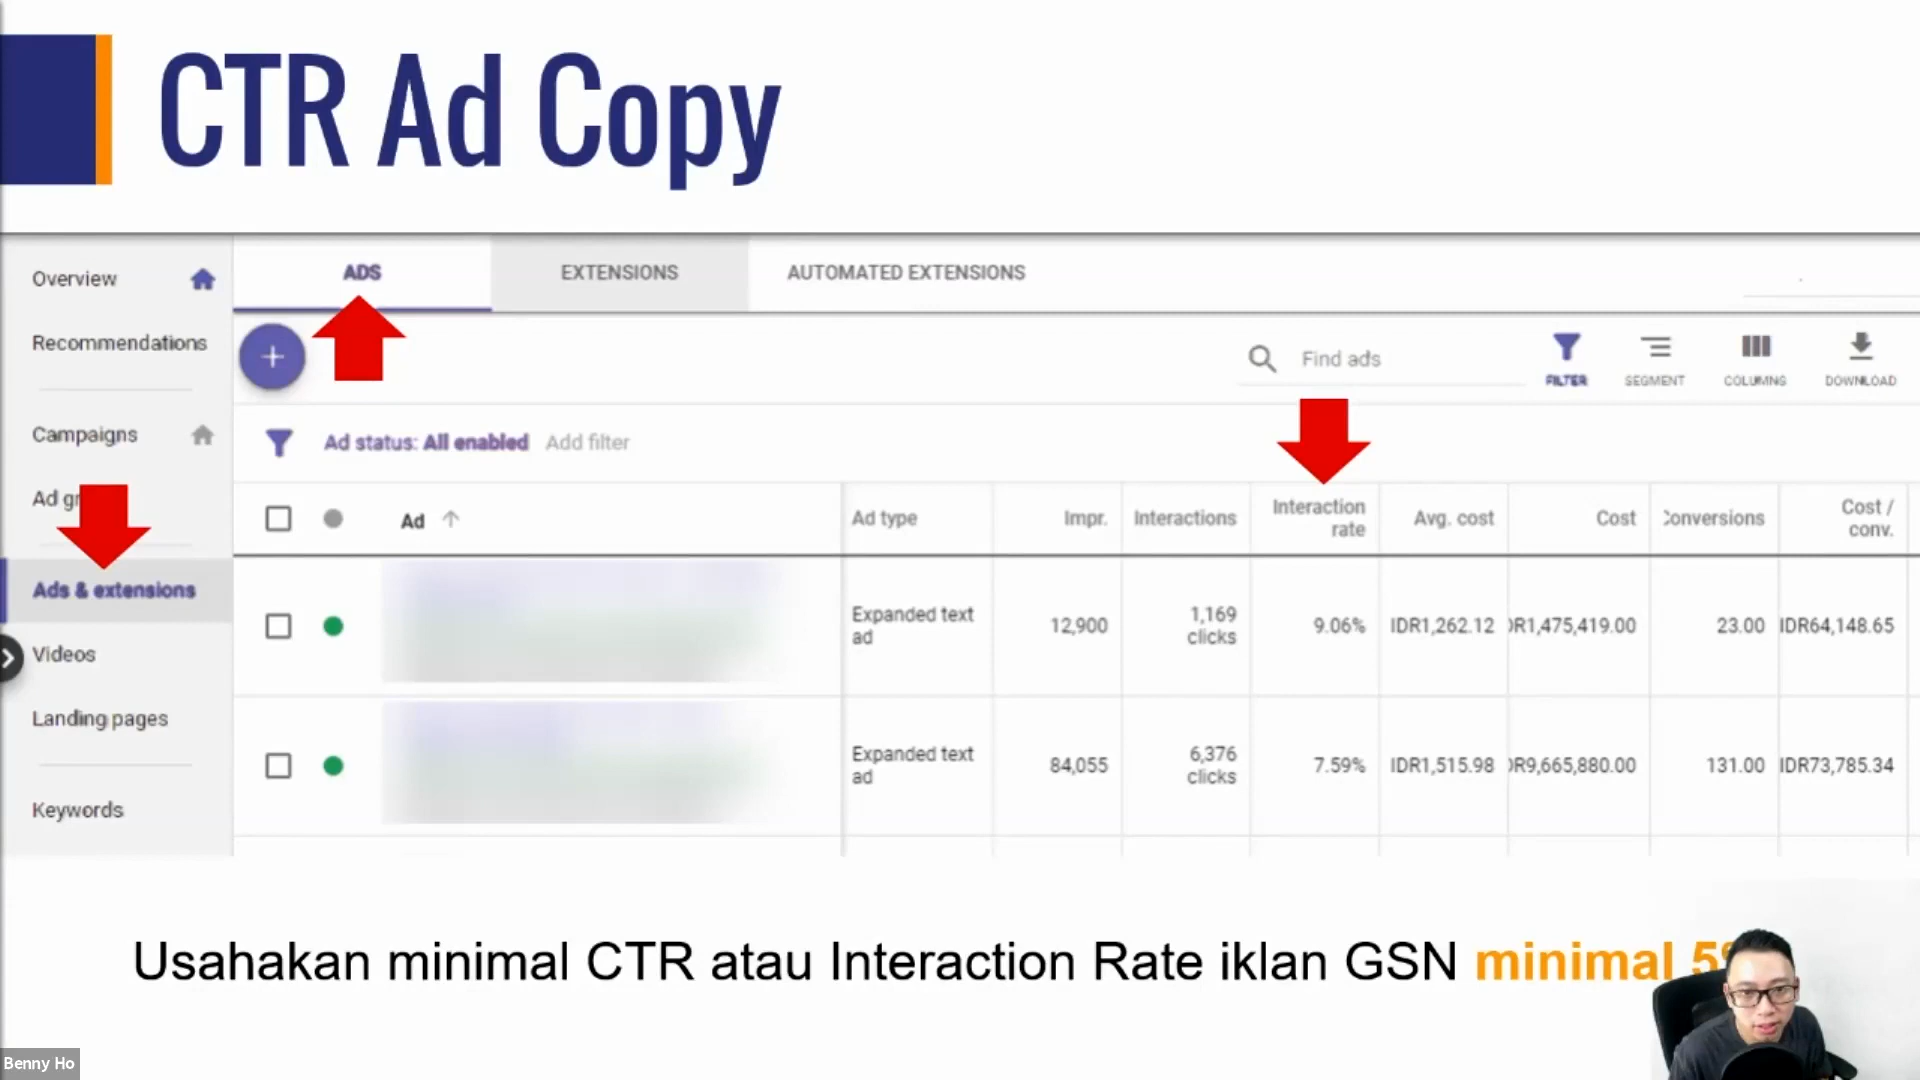 CTR Ad Copy
Overview
Recommendations
Campaigns
Ad gr
Ads & extensions
Videos
Landing pages
Keywords
ADS
EXTENSIONS
AUTOMATED EXTENSIONS
Find ads
FILTER
SEGMENT
COLUMNS
DOWNLOAD
Ad status: All enabled Add filter
Ad
Ad type
Impr.
Interactions
Interaction
rate
Avg. cost
Cost
Conversions
Cost /
conv.
Expanded text
ad
12,900
1,169
clicks
9.06%
IDR1,262.12
DR1,475,419.00
23.00
IDR64,148.65
Expanded text
ad
84,055
6,376
clicks
7.59%
IDR1,515.98
DR9,665,880.00
131.00
IDR73,785.34
Usahakan minimal CTR atau Interaction Rate iklan GSN minimal 5%
Benny Ho